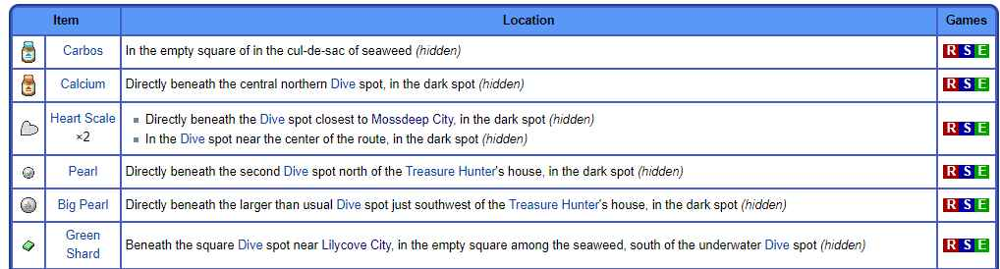 Item Location Games
Carbos In the empty square of in the cul-de-sac of seaweed (hidden) R S E
Calcium Directly beneath the central northern Dive spot, in the dark spot (hidden) R S E
Heart Scale ×2
Directly beneath the Dive spot closest to Mossdeep City, in the dark spot (hidden)
In the Dive spot near the center of the route, in the dark spot (hidden)
R S E
Pearl Directly beneath the second Dive spot north of the Treasure Hunter's house, in the dark spot (hidden) R S E
Big Pearl Directly beneath the larger than usual Dive spot just southwest of the Treasure Hunter's house, in the dark spot (hidden) R S E
Green
Shard
Beneath the square Dive spot near Lilycove City, in the empty square among the seaweed, south of the underwater Dive spot (hidden) R S E